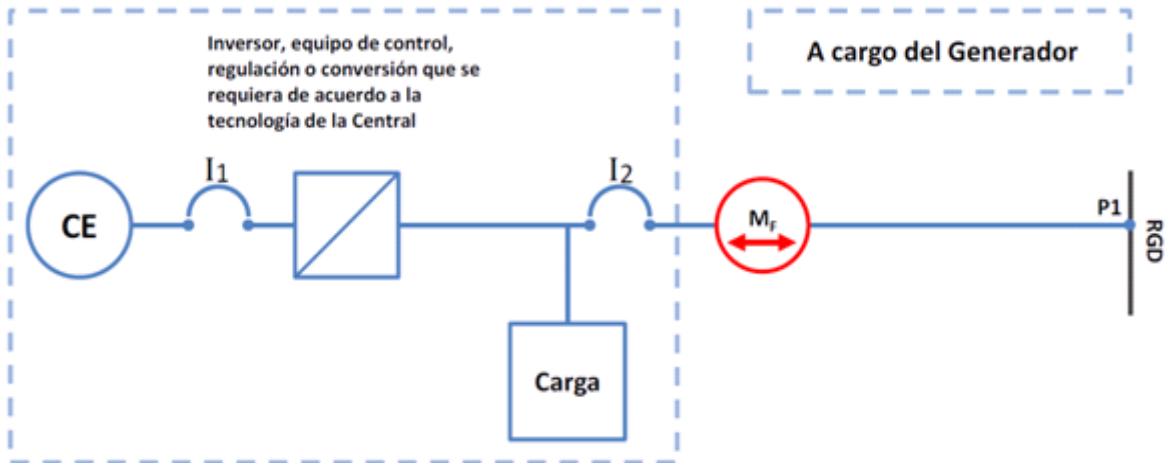 Inversor, equipo de control,
regulación o conversión que se
requiera de acuerdo a la
tecnología de la Central
A cargo del Generador
I1
I2
CE
MF
P1
RGD
Carga